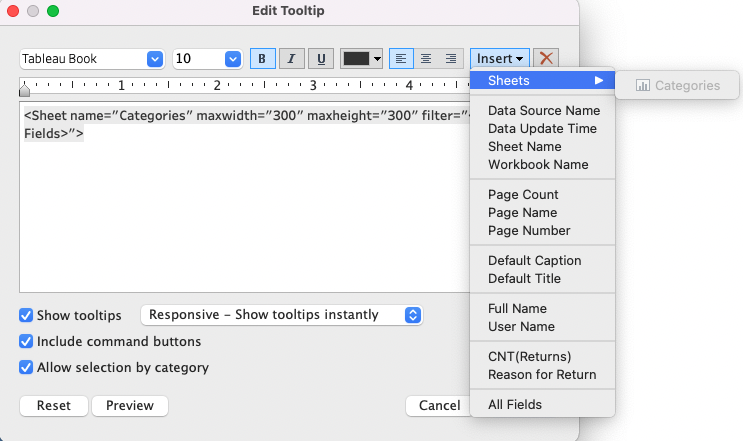 Edit Tooltip
Tableau Book 10 B I U Insert
1 2 3 4
<Sheet name="Categories" maxwidth="300" maxheight="300" filter="<
Fields>">
Sheets
Categories
Data Source Name
Data Update Time
Sheet Name
Workbook Name
Page Count
Page Name
Page Number
Default Caption
Default Title
Full Name
User Name
CNT(Returns)
Reason for Return
All Fields
Show tooltips Responsive – Show tooltips instantly
Include command buttons
Allow selection by category
Reset Preview Cancel